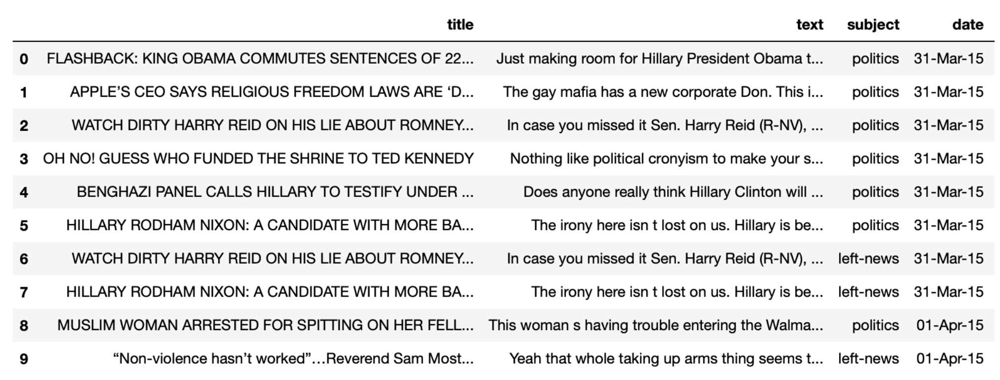 title text subject date
0 FLASHBACK: KING OBAMA COMMUTES SENTENCES OF 22... Just making room for Hillary President Obama t... politics 31-Mar-15
1 APPLE’S CEO SAYS RELIGIOUS FREEDOM LAWS ARE ‘D... The gay mafia has a new corporate Don. This i... politics 31-Mar-15
2 WATCH DIRTY HARRY REID ON HIS LIE ABOUT ROMNEY... In case you missed it Sen. Harry Reid (R-NV), ... politics 31-Mar-15
3 OH NO! GUESS WHO FUNDED THE SHRINE TO TED KENNEDY Nothing like political cronyism to make your s... politics 31-Mar-15
4 BENGHAZI PANEL CALLS HILLARY TO TESTIFY UNDER ... Does anyone really think Hillary Clinton will ... politics 31-Mar-15
5 HILLARY RODHAM NIXON: A CANDIDATE WITH MORE BA... The irony here isn t lost on us. Hillary is be... politics 31-Mar-15
6 WATCH DIRTY HARRY REID ON HIS LIE ABOUT ROMNEY... In case you missed it Sen. Harry Reid (R-NV), ... left-news 31-Mar-15
7 HILLARY RODHAM NIXON: A CANDIDATE WITH MORE BA... The irony here isn t lost on us. Hillary is be... left-news 31-Mar-15
8 MUSLIM WOMAN ARRESTED FOR SPITTING ON HER FELL... This woman s having trouble entering the Walma... politics 01-Apr-15
9 “Non-violence hasn’t worked”…Reverend Sam Most... Yeah that whole taking up arms thing seems t... left-news 01-Apr-15